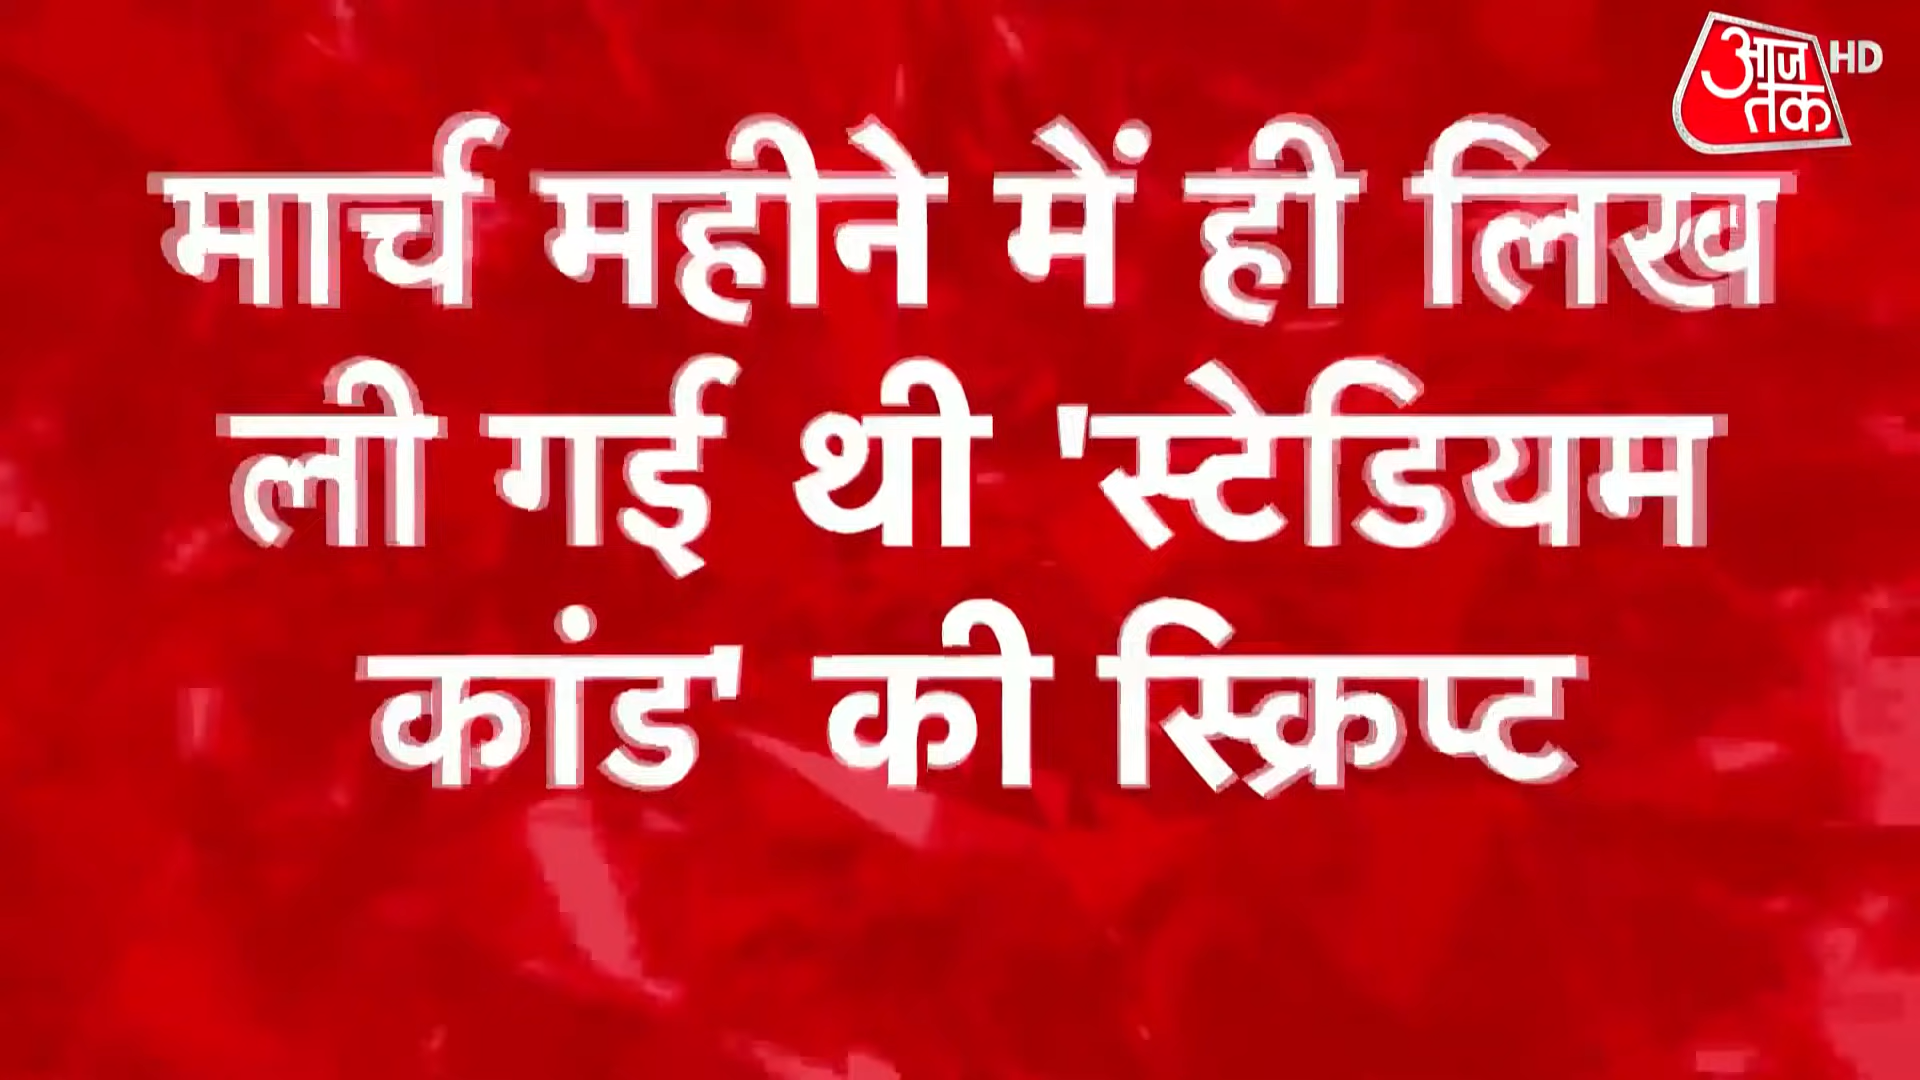 आज तक HD
मार्च महीने में ही लिख
ली गई थी 'स्टेडियम
कांड' की स्क्रिप्ट